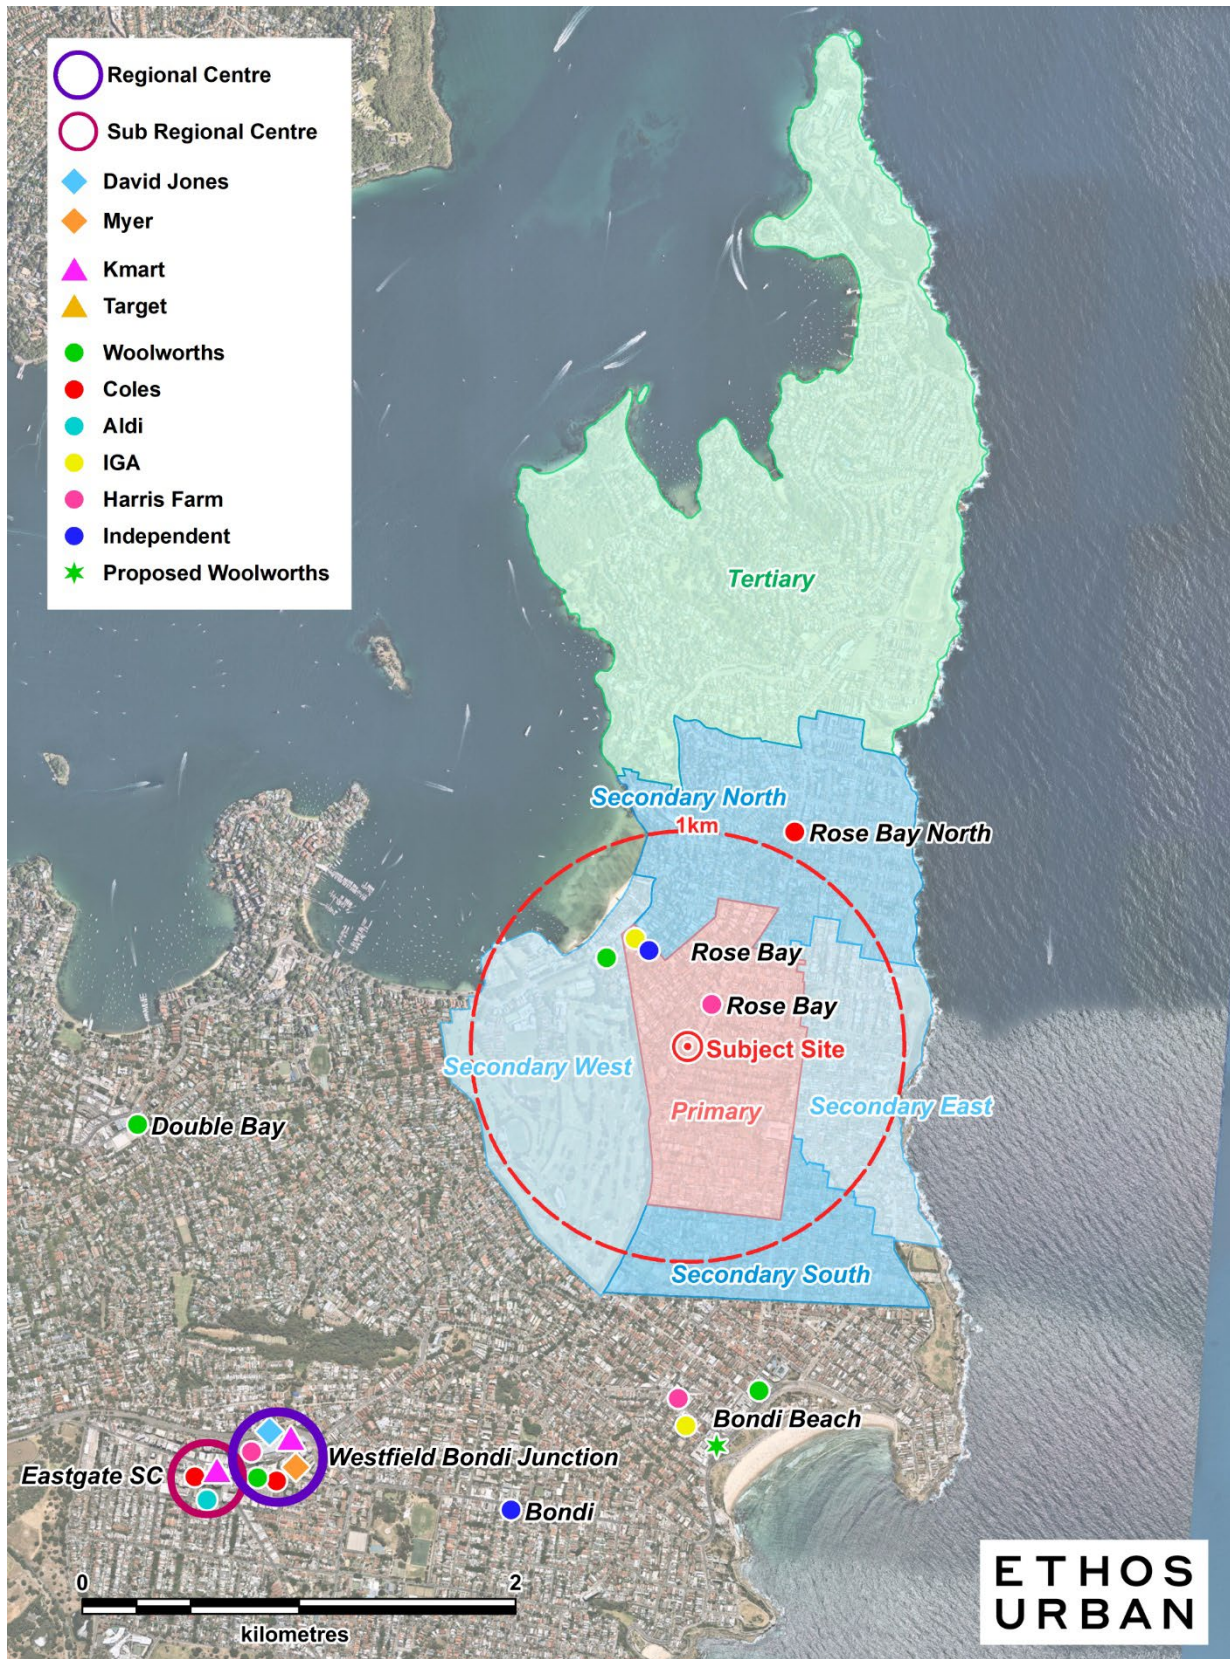 Regional Centre
Sub Regional Centre
David Jones
Myer
Kmart
Target
Woolworths
Coles
Aldi
IGA
Harris Farm
Independent
Proposed Woolworths
Tertiary
Secondary North
1km
Rose Bay North
Rose Bay
Rose Bay
Subject Site
Secondary West
Primary
Secondary East
Double Bay
Secondary South
Bondi Beach
Westfield Bondi Junction
Eastgate SC
Bondi
0
2
kilometres
ETHOS
URBAN